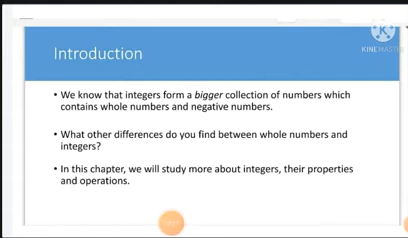 KINEMASTER
Introduction
• We know that integers form a bigger collection of numbers which
contains whole numbers and negative numbers.
• What other differences do you find between whole numbers and
integers?
• In this chapter, we will study more about integers, their properties
and operations.